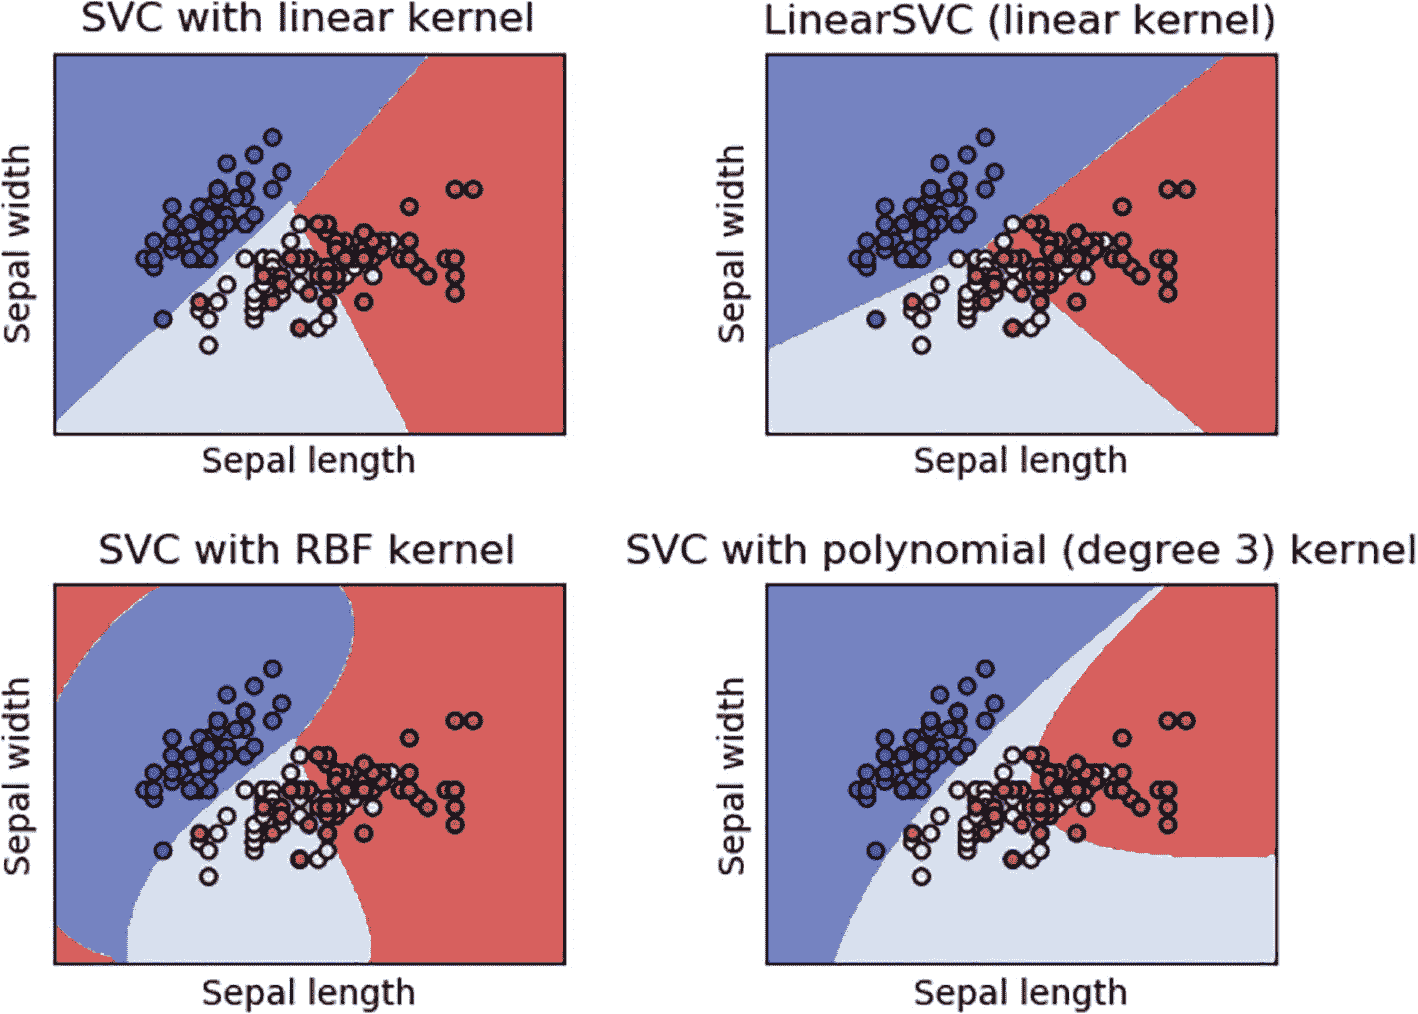 SVC with linear kernel
LinearSVC (linear kernel)
Sepal width
Sepal length
Sepal width
Sepal length
SVC with RBF kernel
SVC with polynomial (degree 3) kernel
Sepal width
Sepal length
Sepal width
Sepal length